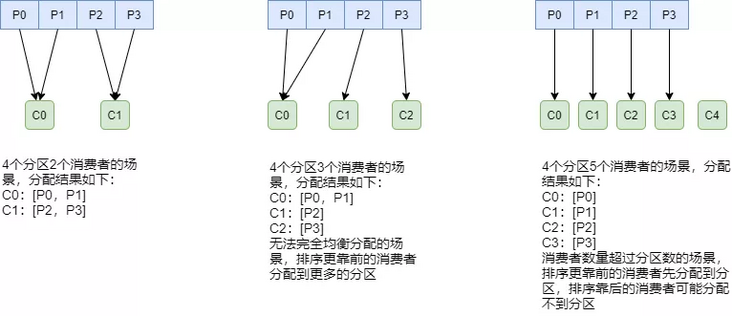 P0 P1 P2 P3
C0 C1
4个分区2个消费者的场
景，分配结果如下：
C0：[P0，P1]
C1：[P2，P3]
P0 P1 P2 P3
C0 C1 C2
4个分区3个消费者的场
景，分配结果如下：
C0：[P0，P1]
C1：[P2]
C2：[P3]
无法完全均衡分配的场
景，排序更靠前的消费者
分配到更多的分区
P0 P1 P2 P3
C0 C1 C2 C3 C4
4个分区5个消费者的场景，分配
结果如下：
C0：[P0]
C1：[P1]
C2：[P2]
C3：[P3]
消费者数量超过分区数的场景，
排序更靠前的消费者先分配到分
区，排序靠后的消费者可能分配
不到分区